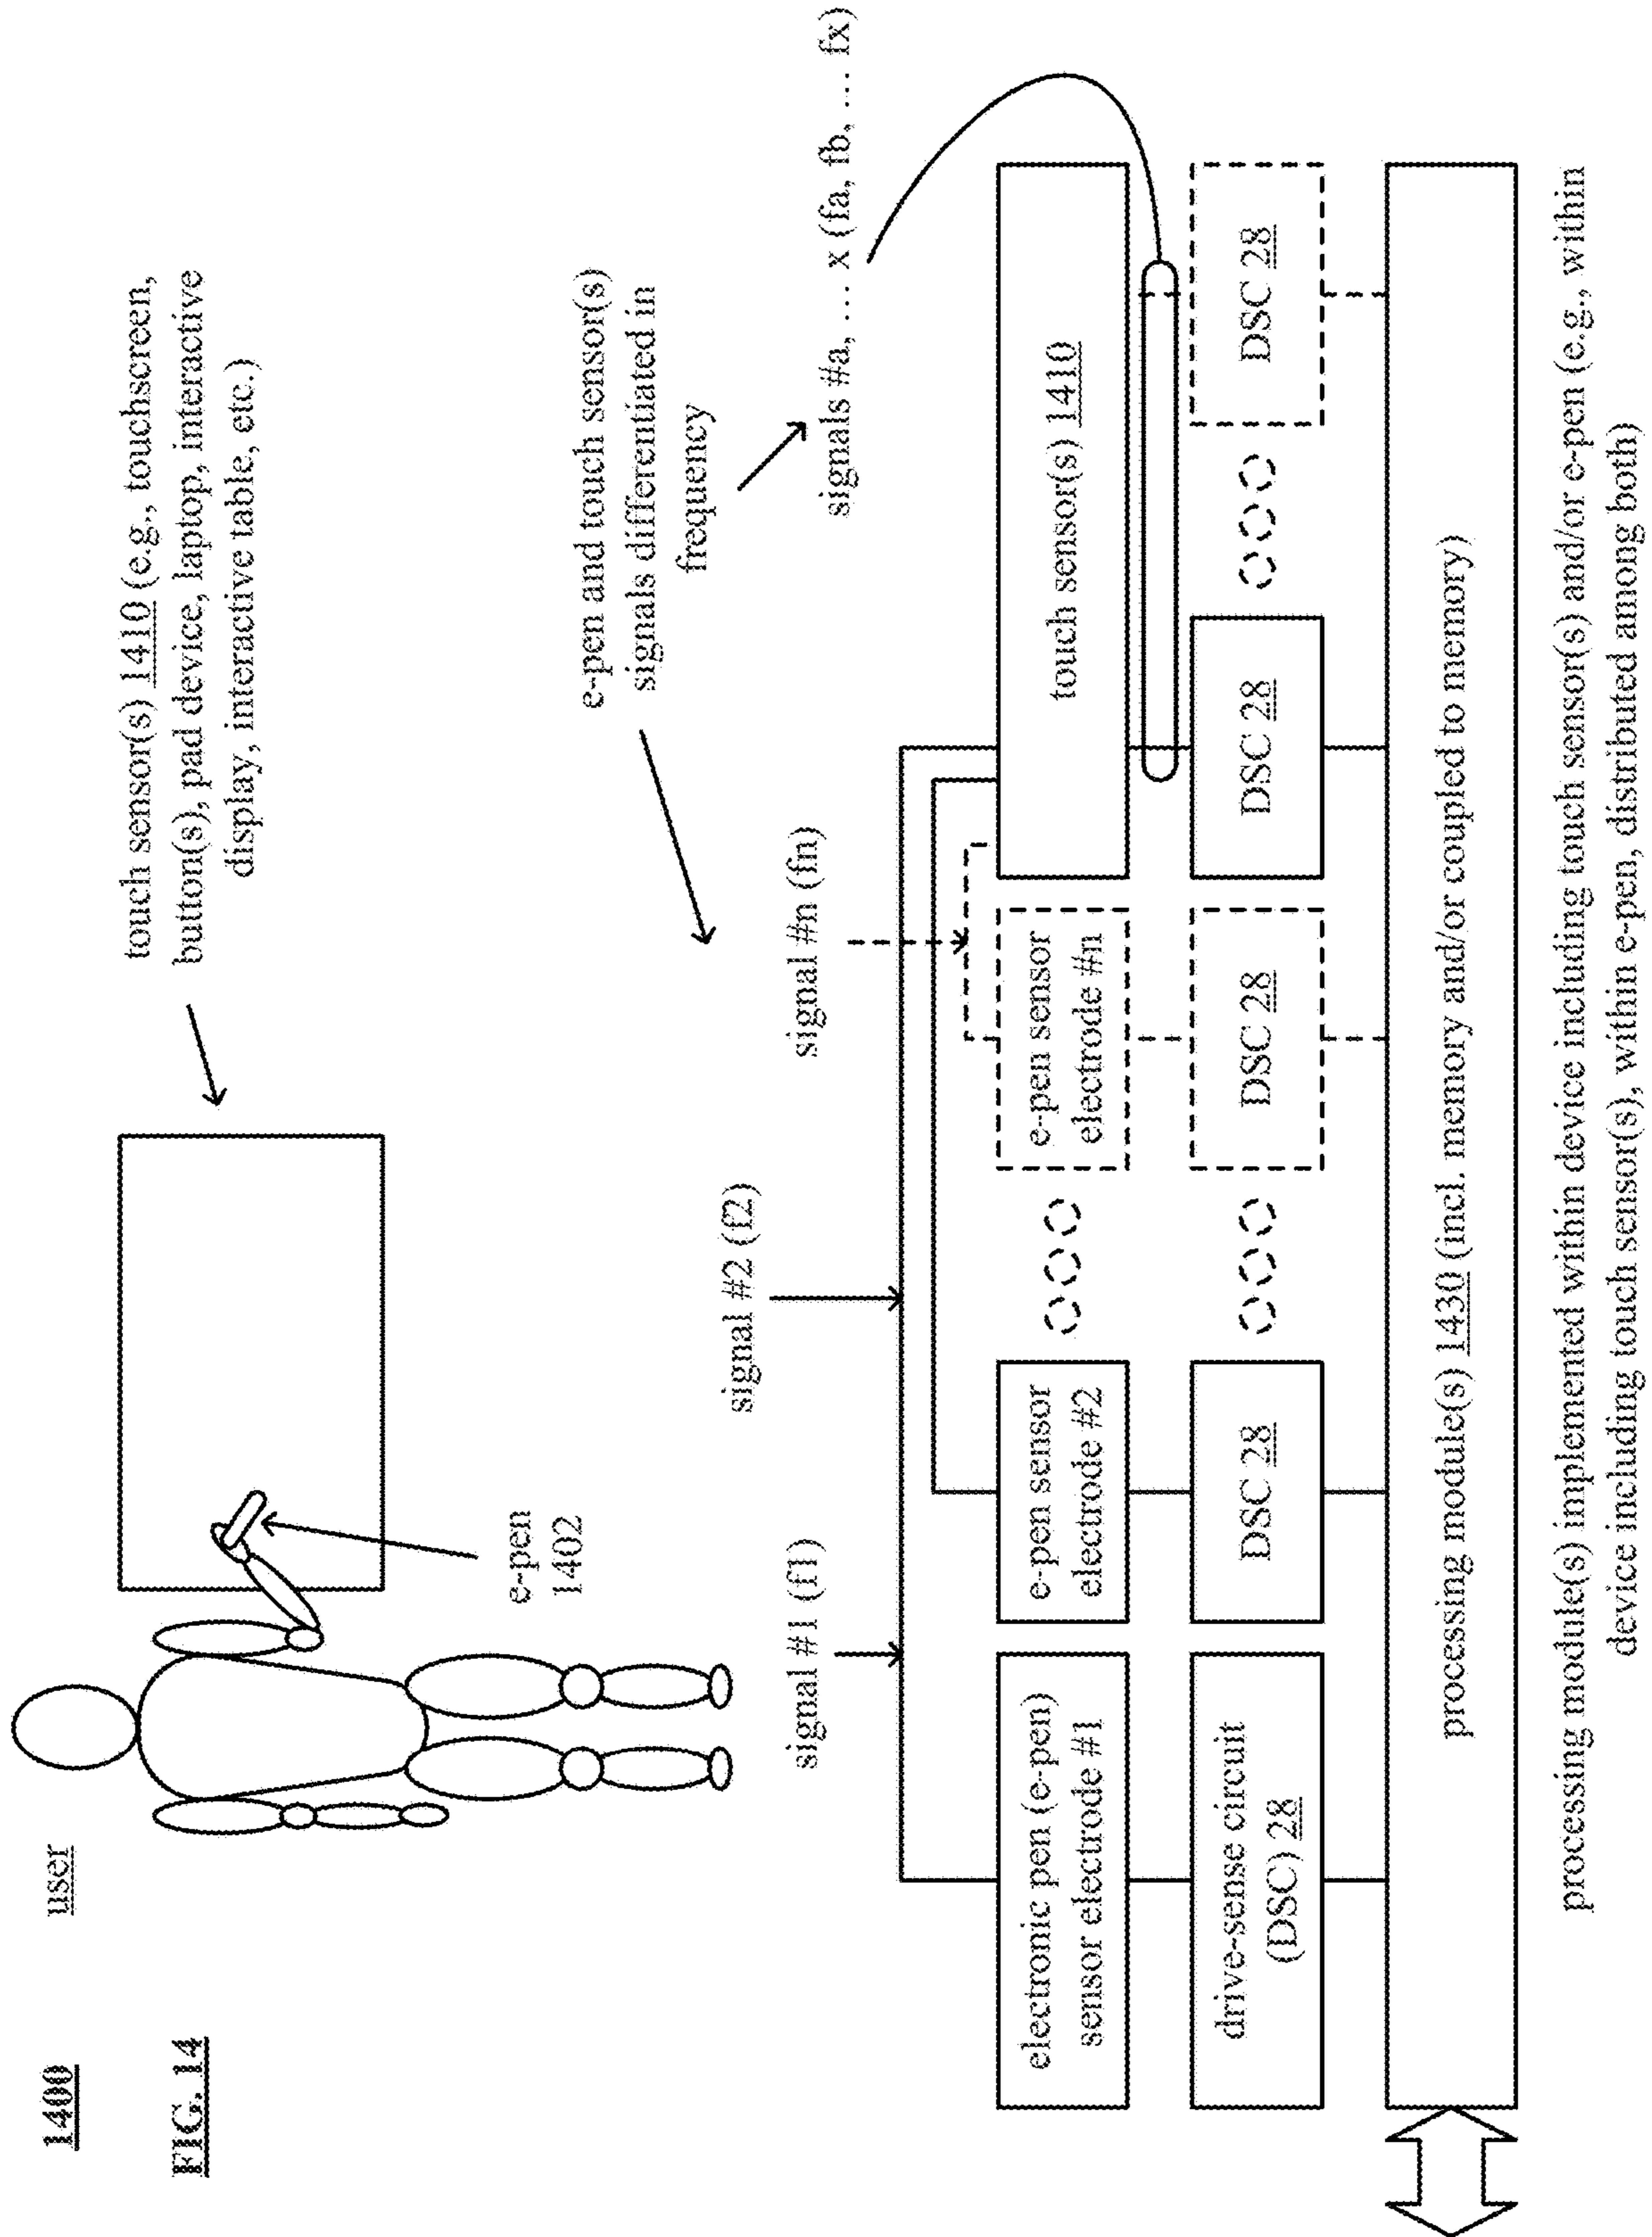 1400
FIG. 14
user
touch sensor(s) 1410 (e.g., touchscreen,
button(s), pad device, laptop, interactive
display, interactive table, etc.)
e-pen
1402
e-pen and touch sensor(s)
signals differentiated in
frequency
signal #1 (f1)
signal #2 (f2)
signal #n (fn)
signals #a, … x (fa, fb, … fx)
electronic pen (e-pen)
sensor electrode #1
e-pen sensor
electrode #2
e-pen sensor
electrode #n
touch sensor(s) 1410
drive-sense circuit
(DSC) 28
DSC 28
DSC 28
DSC 28
DSC 28
processing module(s) 1430 (incl. memory and/or coupled to memory)
processing module(s) implemented within device including touch sensor(s) and/or e-pen (e.g., within
device including touch sensor(s), within e-pen, distributed among both)